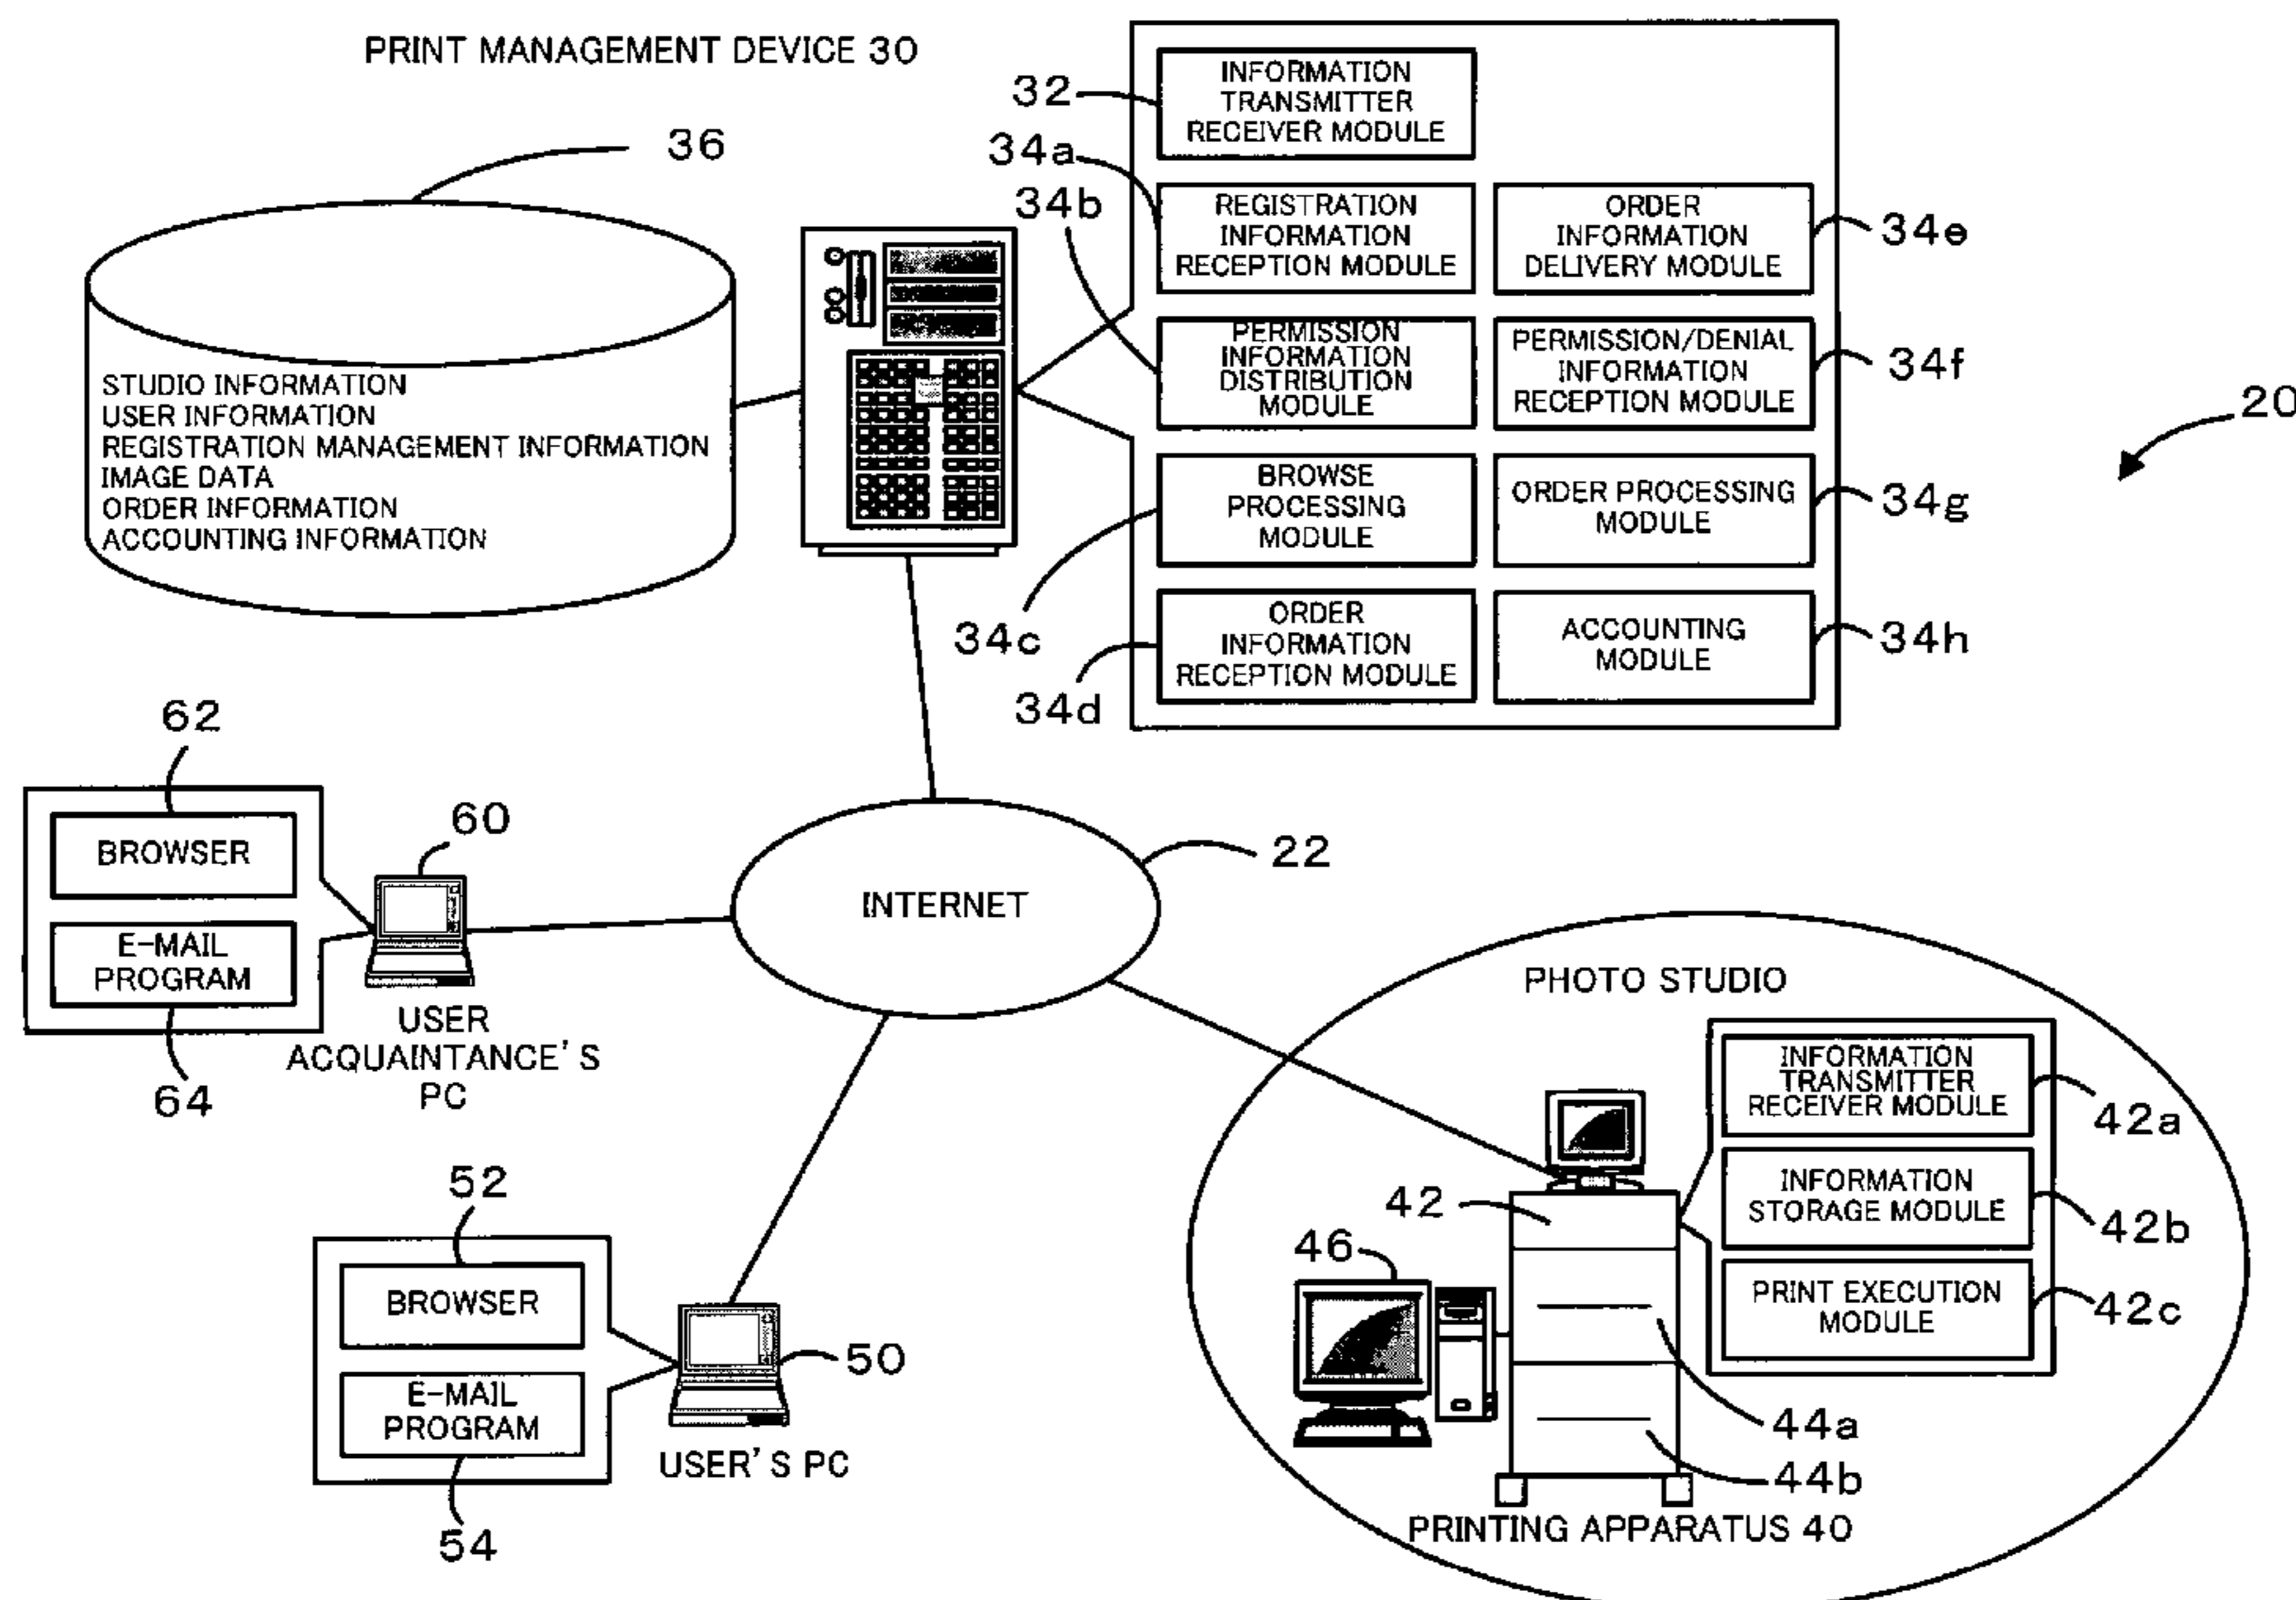 PRINT MANAGEMENT DEVICE 30
36
STUDIO INFORMATION
USER INFORMATION
REGISTRATION MANAGEMENT INFORMATION
IMAGE DATA
ORDER INFORMATION
ACCOUNTING INFORMATION
32
INFORMATION
TRANSMITTER
RECEIVER MODULE
34a
REGISTRATION
INFORMATION
RECEPTION MODULE
34b
PERMISSION
INFORMATION
DISTRIBUTION
MODULE
34c
BROWSE
PROCESSING
MODULE
34d
ORDER
INFORMATION
RECEPTION MODULE
ORDER
INFORMATION
DELIVERY MODULE
34e
PERMISSION/DENIAL
INFORMATION
RECEPTION MODULE
34f
ORDER PROCESSING
MODULE
34g
ACCOUNTING
MODULE
34h
20
62
BROWSER
E-MAIL
PROGRAM
64
60
USER
ACQUAINTANCE'S
PC
INTERNET
22
52
BROWSER
E-MAIL
PROGRAM
54
50
USER'S PC
PHOTO STUDIO
INFORMATION
TRANSMITTER
RECEIVER MODULE
42a
INFORMATION
STORAGE MODULE
42b
PRINT EXECUTION
MODULE
42c
42
46
44a
44b
PRINTING APPARATUS 40